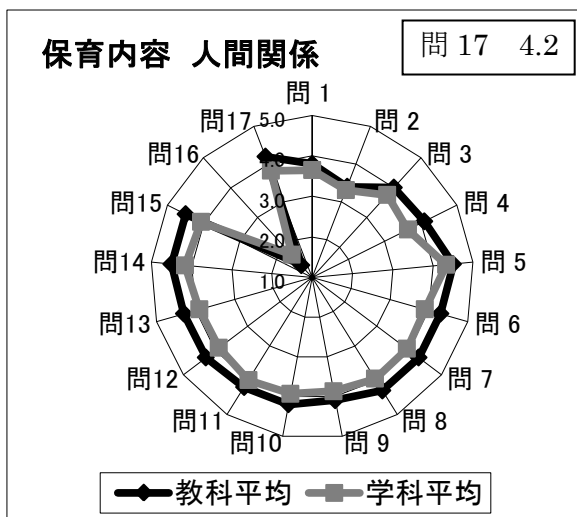 保育内容 人間関係
問 17 4.2
問 1
問 2
問 3
問 4
問 5
問 6
問 7
問 8
問 9
問10
問11
問12
問13
問14
問15
問16
問17
5.0
4.0
3.0
2.0
1.0
教科平均
学科平均